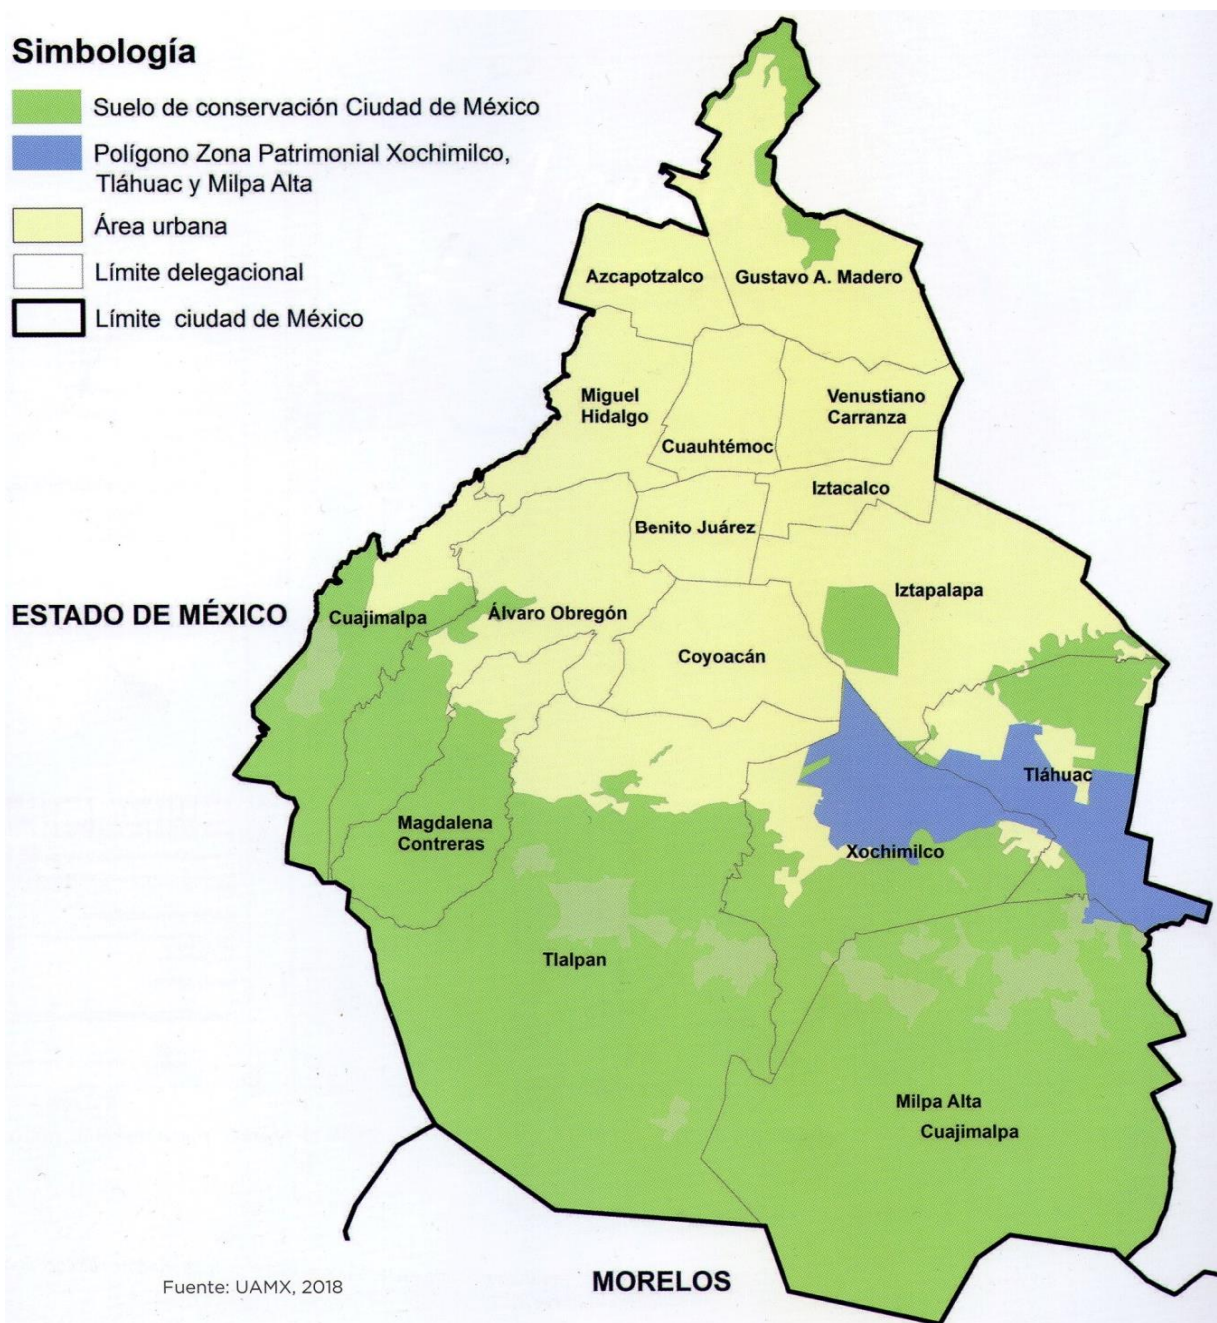 Simbología
Suelo de conservación Ciudad de México
Polígono Zona Patrimonial Xochimilco,
Tláhuac y Milpa Alta
Área urbana
Límite delegacional
Límite ciudad de México
Azcapotzalco
Gustavo A. Madero
Miguel
Hidalgo
Venustiano
Carranza
Cuauhtémoc
Iztacalco
Benito Juárez
Iztapalapa
ESTADO DE MÉXICO
Cuajimalpa
Álvaro Obregón
Coyoacán
Tláhuac
Magdalena
Contreras
Xochimilco
Tlalpan
Milpa Alta
Cuajimalpa
Fuente: UAMX, 2018
MORELOS